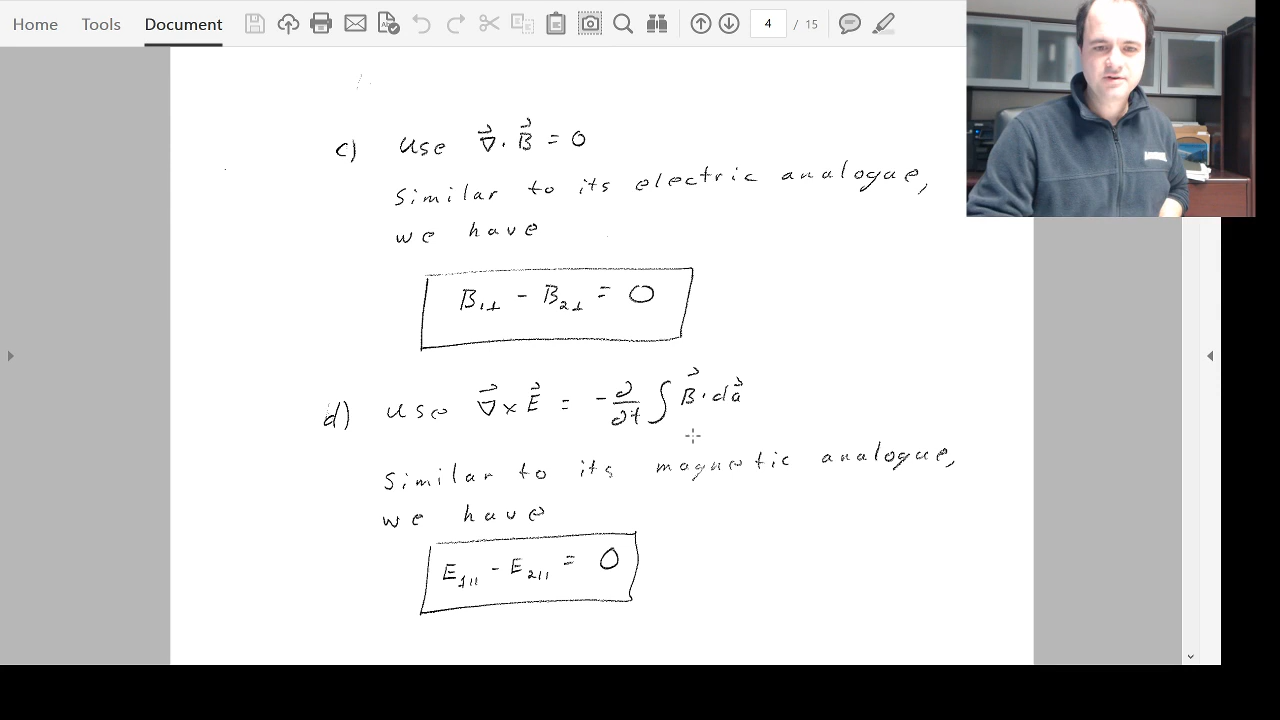 Home Tools Document 4 / 15
c) Use ∇⃗ · B⃗ = 0
Similar to its electric analogue,
we have
B₁⊥ - B₂⊥ = 0
d) Use ∇⃗ × E⃗ = -∂/∂t ∫ B⃗ · da⃗
Similar to its magnetic analogue,
we have
E₁∥ - E₂∥ = 0